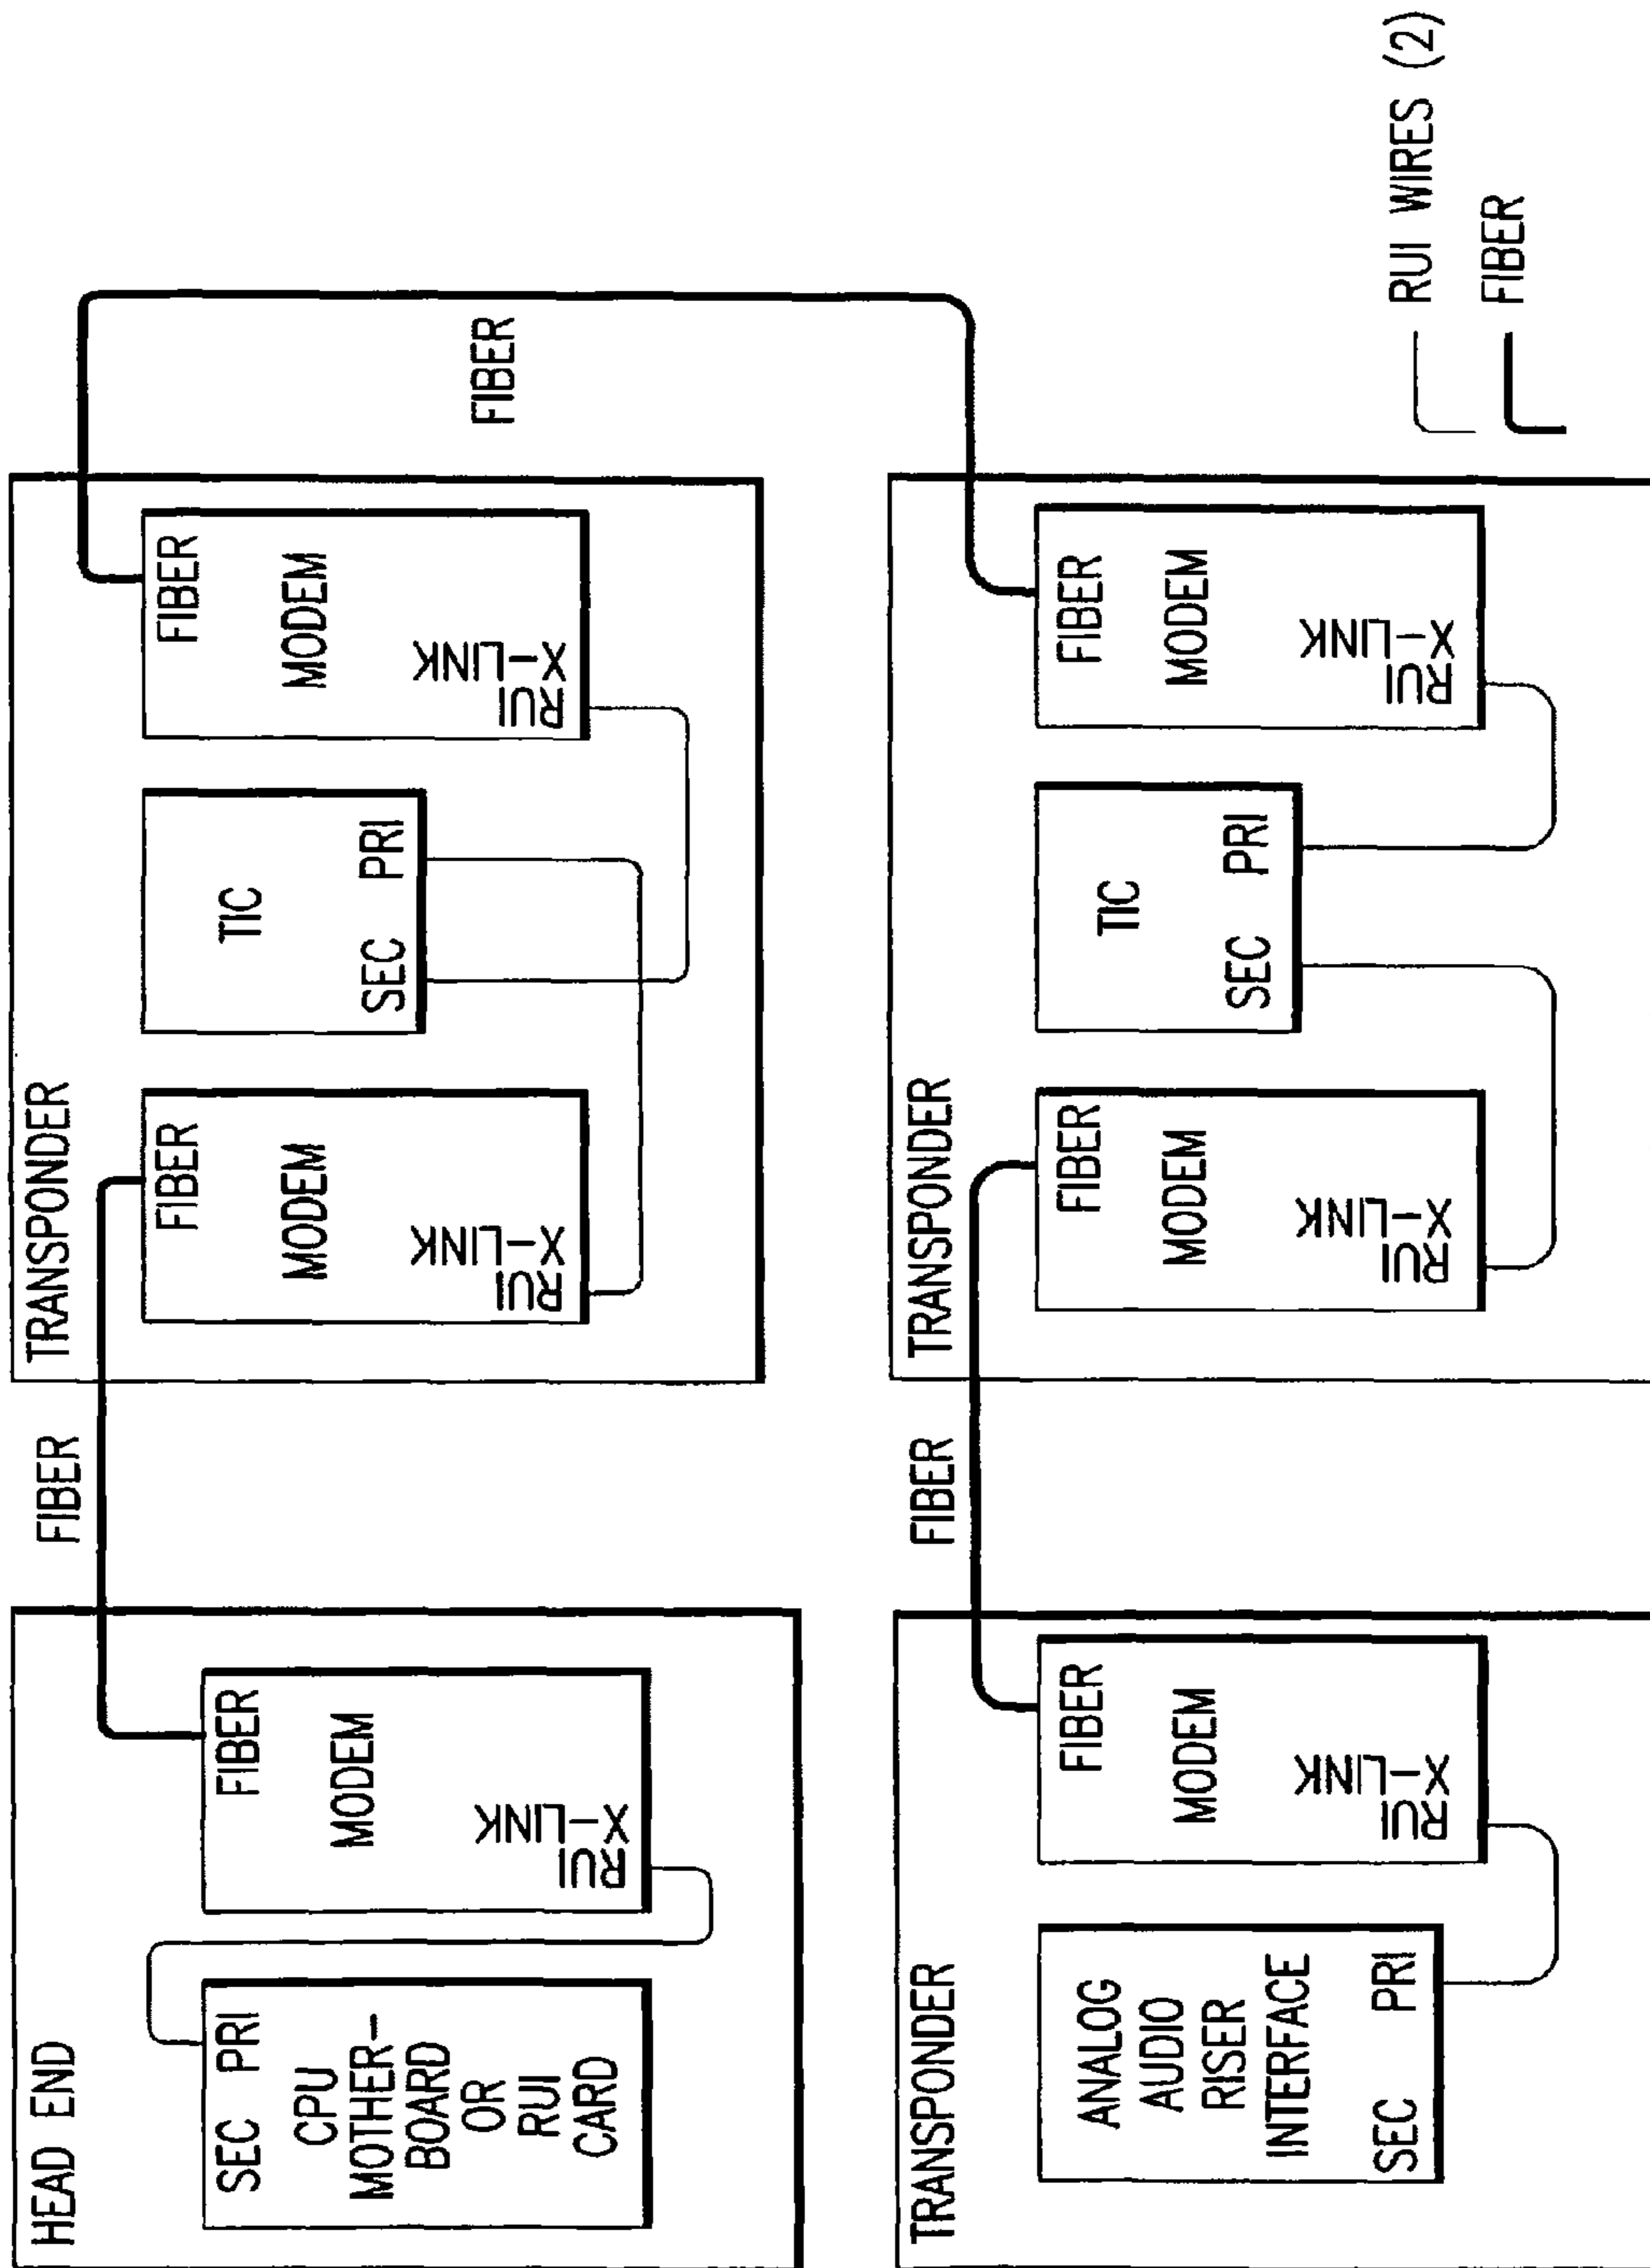 HEAD END
SEC PRI
CPU
MOTHER-
BOARD
OR
RUI
CARD
FIBER
MODEM
RUI
X-LINK
FIBER
TRANSPONDER
FIBER
MODEM
RUI
X-LINK
TIC
SEC PRI
FIBER
MODEM
RUI
X-LINK
FIBER
TRANSPONDER
ANALOG
AUDIO
RISER
INTERFACE
SEC PRI
FIBER
MODEM
RUI
X-LINK
FIBER
TRANSPONDER
FIBER
MODEM
RUI
X-LINK
TIC
SEC PRI
FIBER
MODEM
RUI
X-LINK
RUI WIRES (2)
FIBER